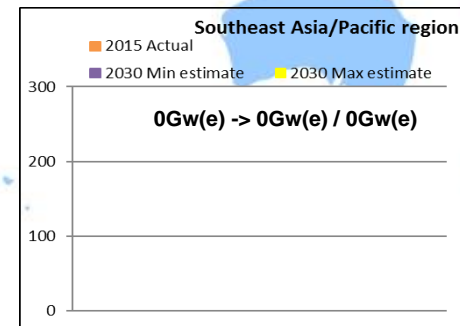 Southeast Asia/Pacific region
2015 Actual
2030 Min estimate 2030 Max estimate
300
0Gw(e) -> 0Gw(e) / 0Gw(e)
200
100
0